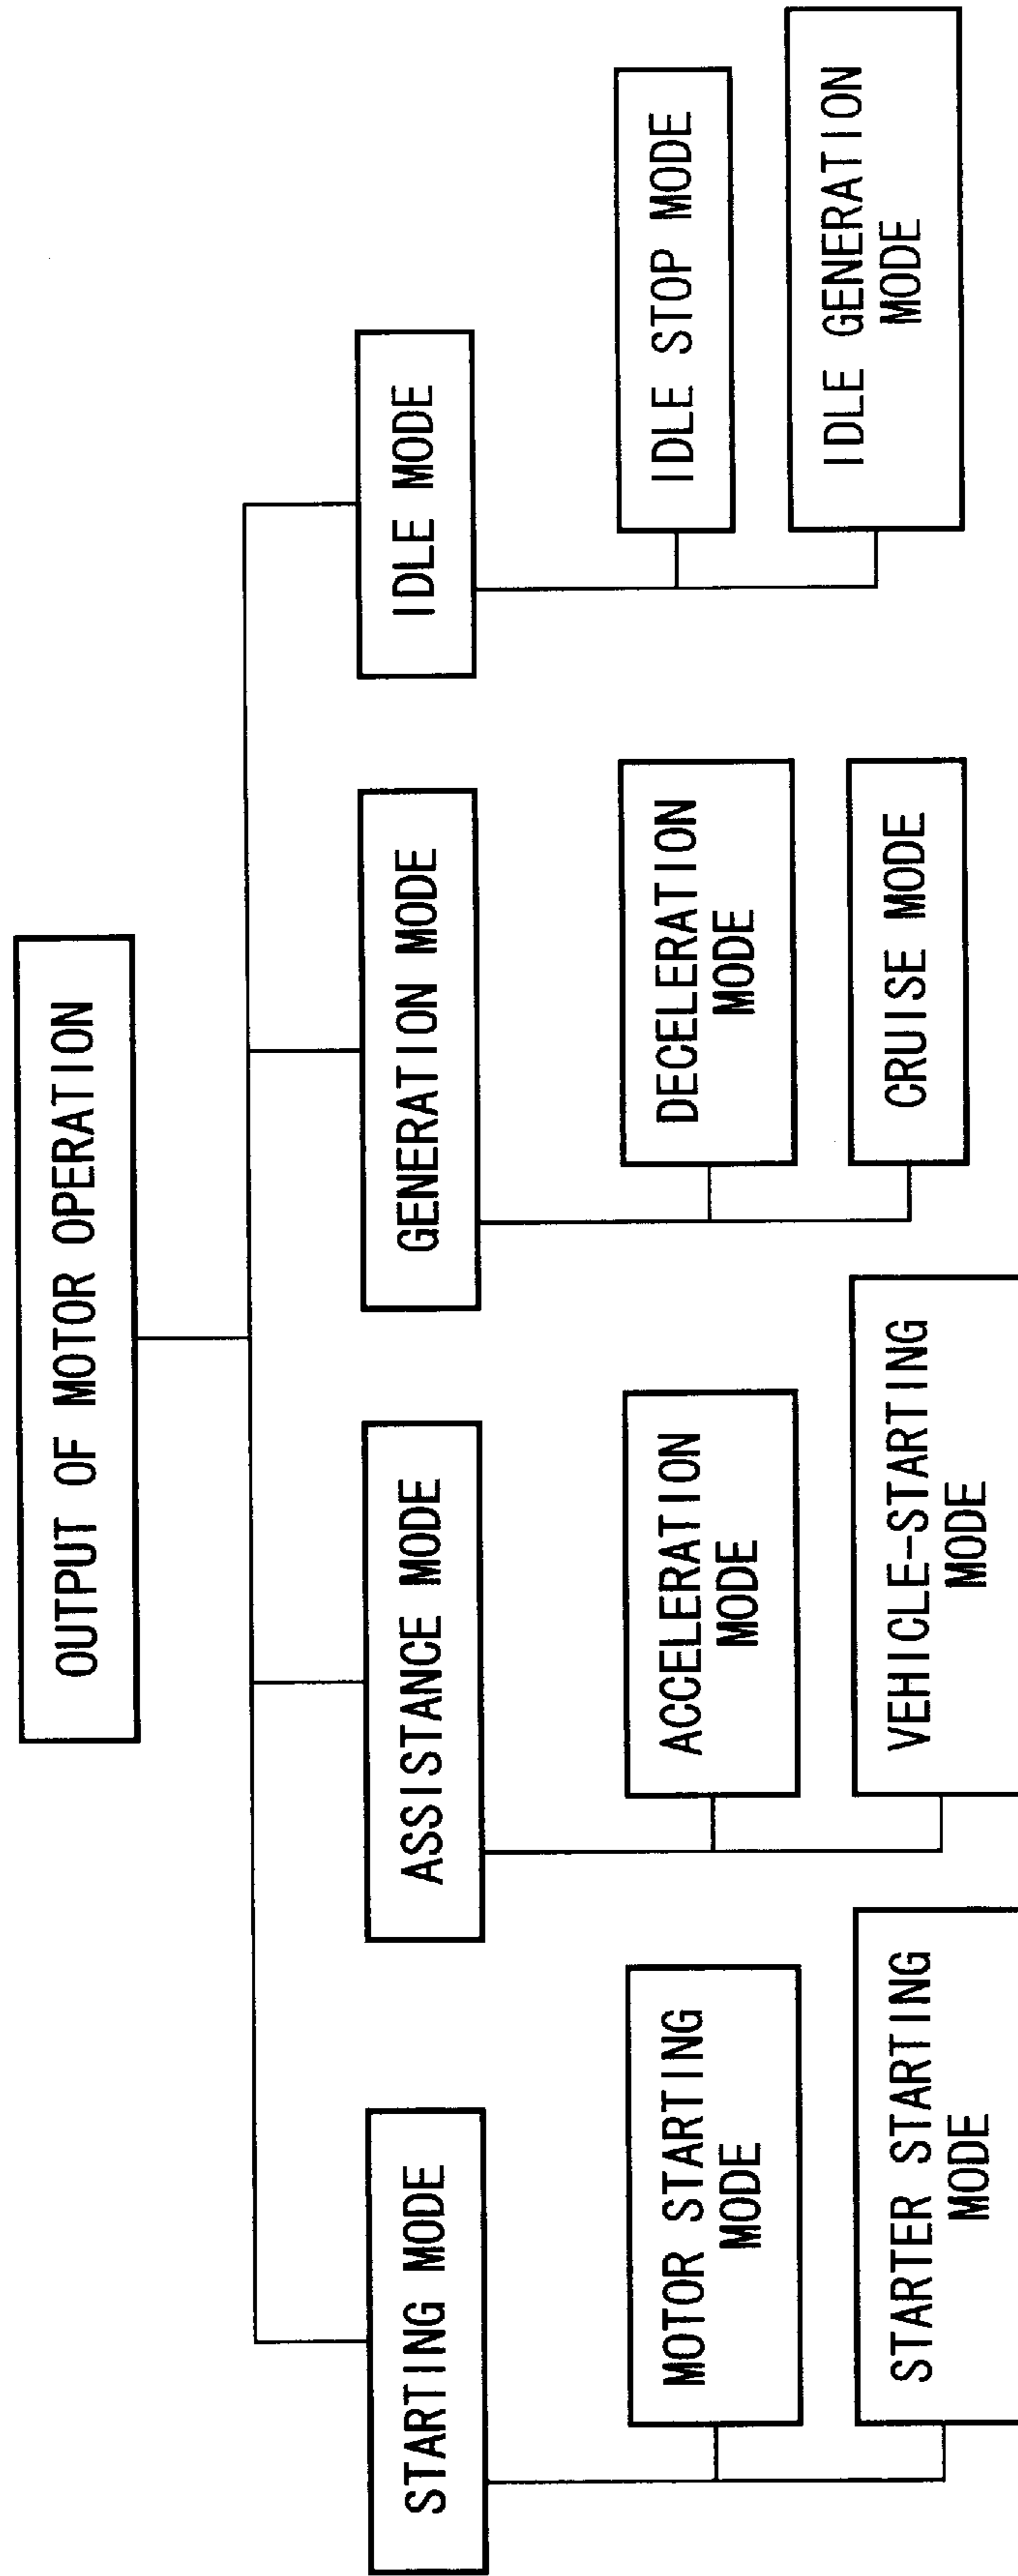 OUTPUT OF MOTOR OPERATION
STARTING MODE
MOTOR STARTING
MODE
STARTER STARTING
MODE
ASSISTANCE MODE
ACCELERATION
MODE
VEHICLE-STARTING
MODE
GENERATION MODE
DECELERATION
MODE
CRUISE MODE
IDLE MODE
IDLE STOP MODE
IDLE GENERATION
MODE